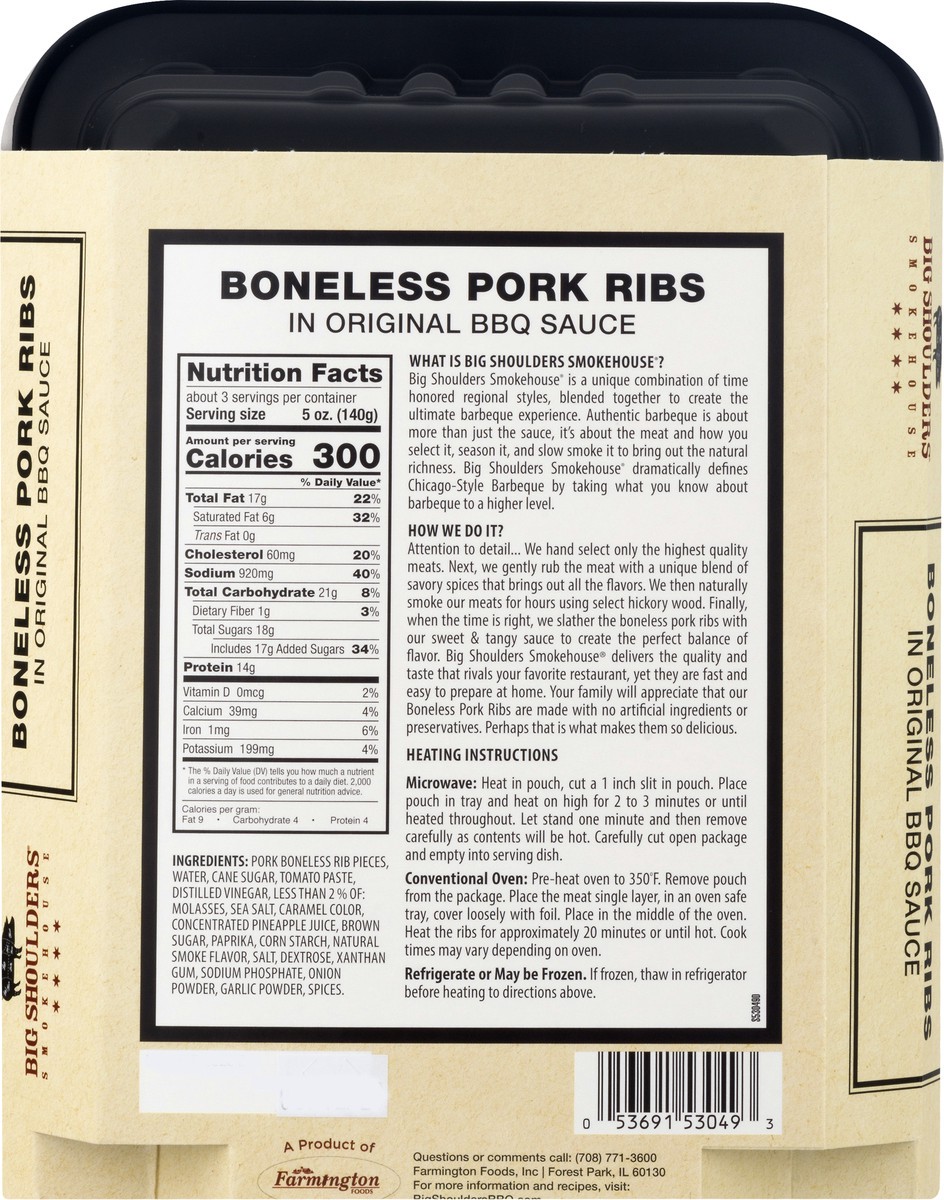 BONELESS PORK RIBS
IN ORIGINAL BBQ SAUCE
Nutrition Facts
about 3 servings per container
Serving size 5 oz. (140g)
Amount per serving
Calories 300
% Daily Value*
Total Fat 17g 22%
Saturated Fat 6g 32%
Trans Fat 0g
Cholesterol 60mg 20%
Sodium 920mg 40%
Total Carbohydrate 21g 8%
Dietary Fiber 1g 3%
Total Sugars 18g
Includes 17g Added Sugars 34%
Protein 14g
Vitamin D 0mcg 2%
Calcium 39mg 4%
Iron 1mg 6%
Potassium 199mg 4%
* The % Daily Value (DV) tells you how much a nutrient
in a serving of food contributes to a daily diet. 2,000
calories a day is used for general nutrition advice.
Calories per gram:
Fat 9 • Carbohydrate 4 • Protein 4
INGREDIENTS: PORK BONELESS RIB PIECES,
WATER, CANE SUGAR, TOMATO PASTE,
DISTILLED VINEGAR, LESS THAN 2 % OF:
MOLASSES, SEA SALT, CARAMEL COLOR,
CONCENTRATED PINEAPPLE JUICE, BROWN
SUGAR, PAPRIKA, CORN STARCH, NATURAL
SMOKE FLAVOR, SALT, DEXTROSE, XANTHAN
GUM, SODIUM PHOSPHATE, ONION
POWDER, GARLIC POWDER, SPICES.
WHAT IS BIG SHOULDERS SMOKEHOUSE®?
Big Shoulders Smokehouse® is a unique combination of time
honored regional styles, blended together to create the
ultimate barbeque experience. Authentic barbeque is about
more than just the sauce, it's about the meat and how you
select it, season it, and slow smoke it to bring out the natural
richness. Big Shoulders Smokehouse® dramatically defines
Chicago-Style Barbeque by taking what you know about
barbeque to a higher level.
HOW WE DO IT?
Attention to detail... We hand select only the highest quality
meats. Next, we gently rub the meat with a unique blend of
savory spices that brings out all the flavors. We then naturally
smoke our meats for hours using select hickory wood. Finally,
when the time is right, we slather the boneless pork ribs with
our sweet & tangy sauce to create the perfect balance of
flavor. Big Shoulders Smokehouse® delivers the quality and
taste that rivals your favorite restaurant, yet they are fast and
easy to prepare at home. Your family will appreciate that our
Boneless Pork Ribs are made with no artificial ingredients or
preservatives. Perhaps that is what makes them so delicious.
HEATING INSTRUCTIONS
Microwave: Heat in pouch, cut a 1 inch slit in pouch. Place
pouch in tray and heat on high for 2 to 3 minutes or until
heated throughout. Let stand one minute and then remove
carefully as contents will be hot. Carefully cut open package
and empty into serving dish.
Conventional Oven: Pre-heat oven to 350°F. Remove pouch
from the package. Place the meat single layer, in an oven safe
tray, cover loosely with foil. Place in the middle of the oven.
Heat the ribs for approximately 20 minutes or until hot. Cook
times may vary depending on oven.
Refrigerate or May be Frozen. If frozen, thaw in refrigerator
before heating to directions above.
S530490
0 53691 53049 3
A Product of
Farmington
FOODS
Questions or comments call: (708) 771-3600
Farmington Foods, Inc | Forest Park, IL 60130
For more information and recipes, visit:
BigShouldersBBQ.com
BONELESS PORK RIBS
IN ORIGINAL BBQ SAUCE
BIG SHOULDERS
SMOKEHOUSE
BIG SHOULDERS
SMOKEHOUSE
BONELESS PORK RIBS
IN ORIGINAL BBQ SAUCE